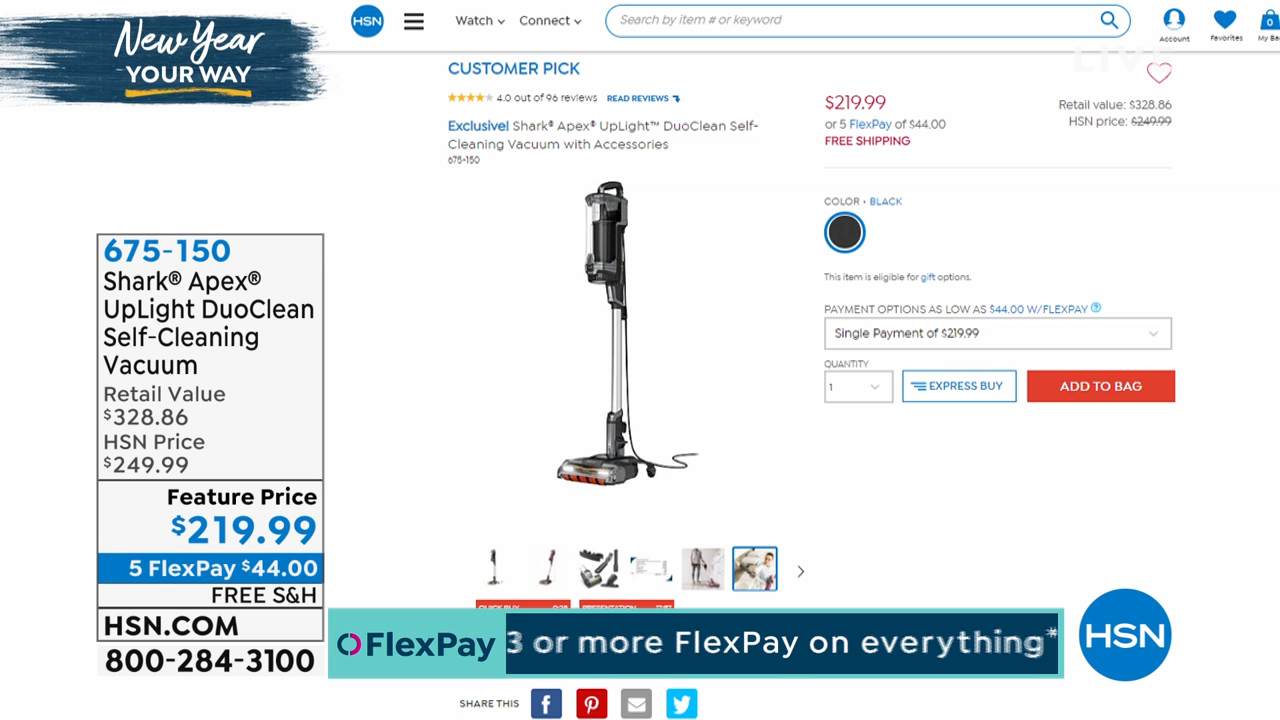 New Year
YOUR WAY
HSN
Watch
Connect
Search by item # or keyword
Account
Favorites
0
LIV
CUSTOMER PICK
4.0 out of 96 reviews READ REVIEWS
Exclusive! Shark® Apex® UpLight™ DuoClean Self-
Cleaning Vacuum with Accessories
675-150
$219.99
or 5 FlexPay of $44.00
FREE SHIPPING
Retail value: $328.86
HSN price: $249.99
COLOR • BLACK
This item is eligible for gift options.
PAYMENT OPTIONS AS LOW AS $44.00 W/FLEXPAY ?
Single Payment of $219.99
QUANTITY
1
EXPRESS BUY
ADD TO BAG
675-150
Shark® Apex®
UpLight DuoClean
Self-Cleaning
Vacuum
Retail Value
$328.86
HSN Price
$249.99
Feature Price
$219.99
5 FlexPay $44.00
FREE S&H
HSN.COM
800-284-3100
FlexPay
3 or more FlexPay on everything*
HSN
SHARE THIS